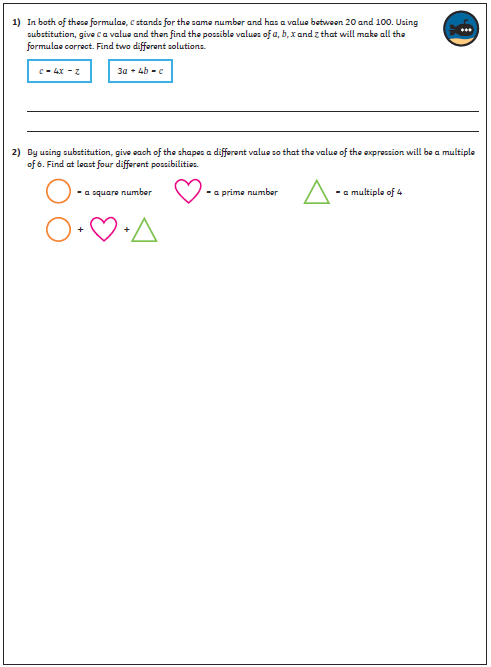 1) In both of these formulae, c stands for the same number and has a value between 20 and 100. Using
substitution, give c a value and then find the possible values of a, b, x and z that will make all the
formulae correct. Find two different solutions.
c = 4x − z
3a + 4b = c
2) By using substitution, give each of the shapes a different value so that the value of the expression will be a multiple
of 6. Find at least four different possibilities.
= a square number
= a prime number
= a multiple of 4
+ +